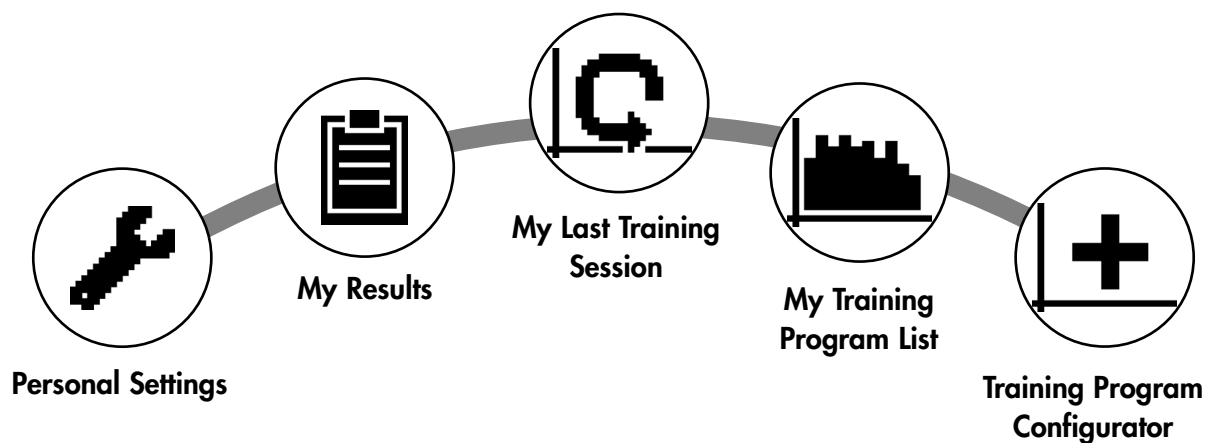 Personal Settings
My Results
My Last Training
Session
My Training
Program List
Training Program
Configurator